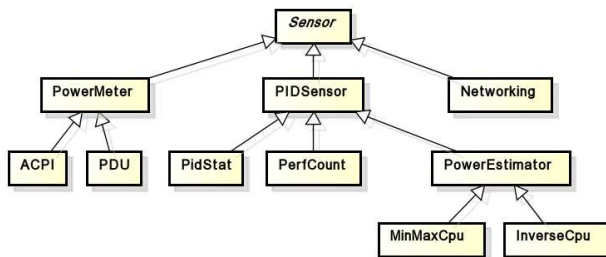 Sensor
PowerMeter
PIDSensor
Networking
ACPI
PDU
PidStat
PerfCount
PowerEstimator
MinMaxCpu
InverseCpu